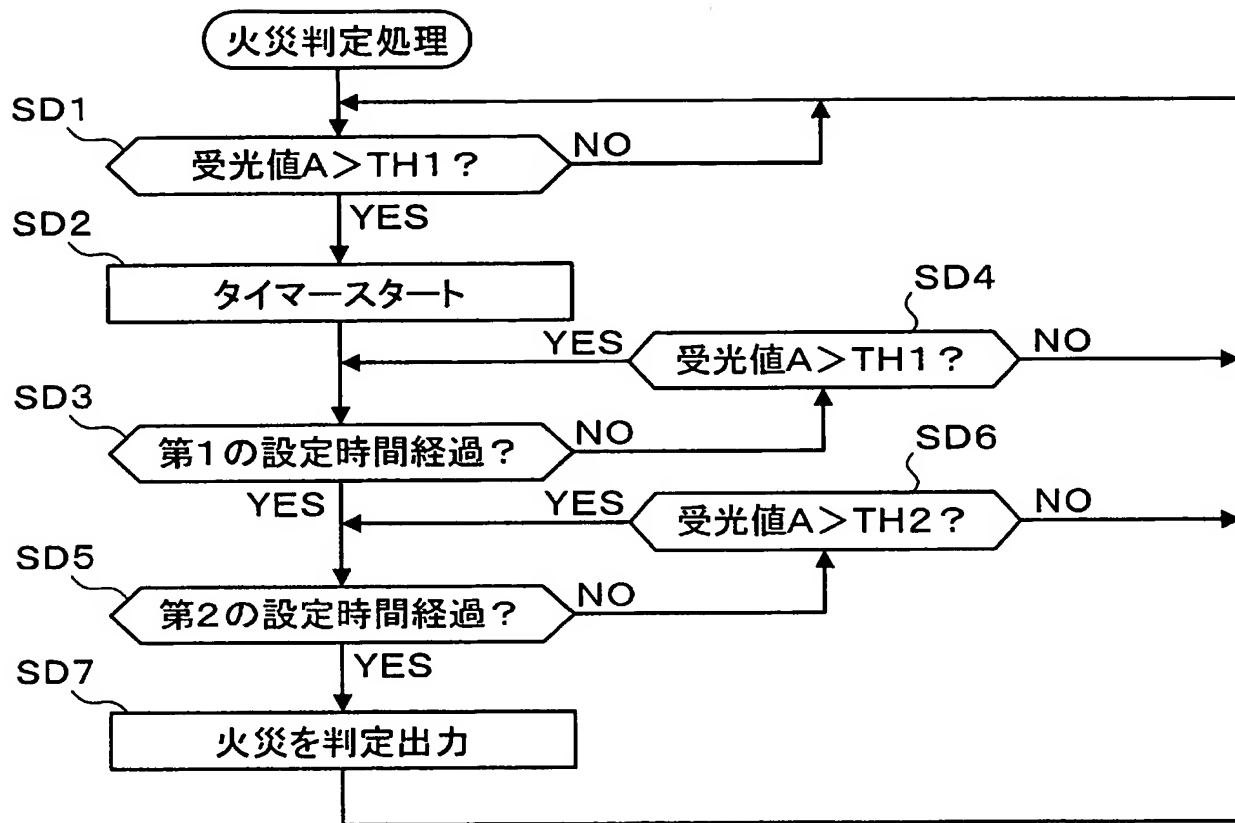 火災判定処理
SD1
受光値A＞TH1？
NO
YES
SD2
タイマースタート
SD4
YES
受光値A＞TH1？
NO
SD3
第1の設定時間経過？
NO
SD6
YES
YES
受光値A＞TH2？
NO
SD5
第2の設定時間経過？
NO
YES
SD7
火災を判定出力